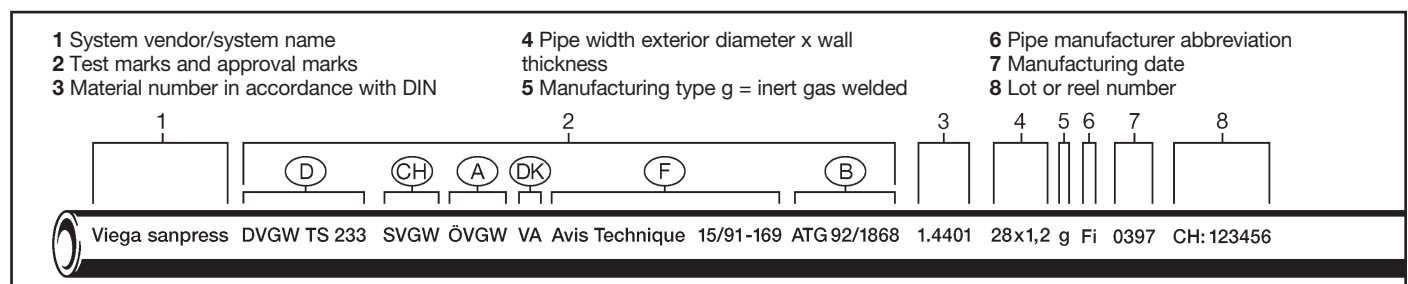 1 System vendor/system name
2 Test marks and approval marks
3 Material number in accordance with DIN
4 Pipe width exterior diameter x wall
thickness
5 Manufacturing type g = inert gas welded
6 Pipe manufacturer abbreviation
7 Manufacturing date
8 Lot or reel number
1 2 3 4 5 6 7 8
D CH A DK F B
Viega sanpress DVGW TS 233 SVGW ÖVGW VA Avis Technique 15/91-169 ATG 92/1868 1.4401 28x1,2 g Fi 0397 CH: 123456